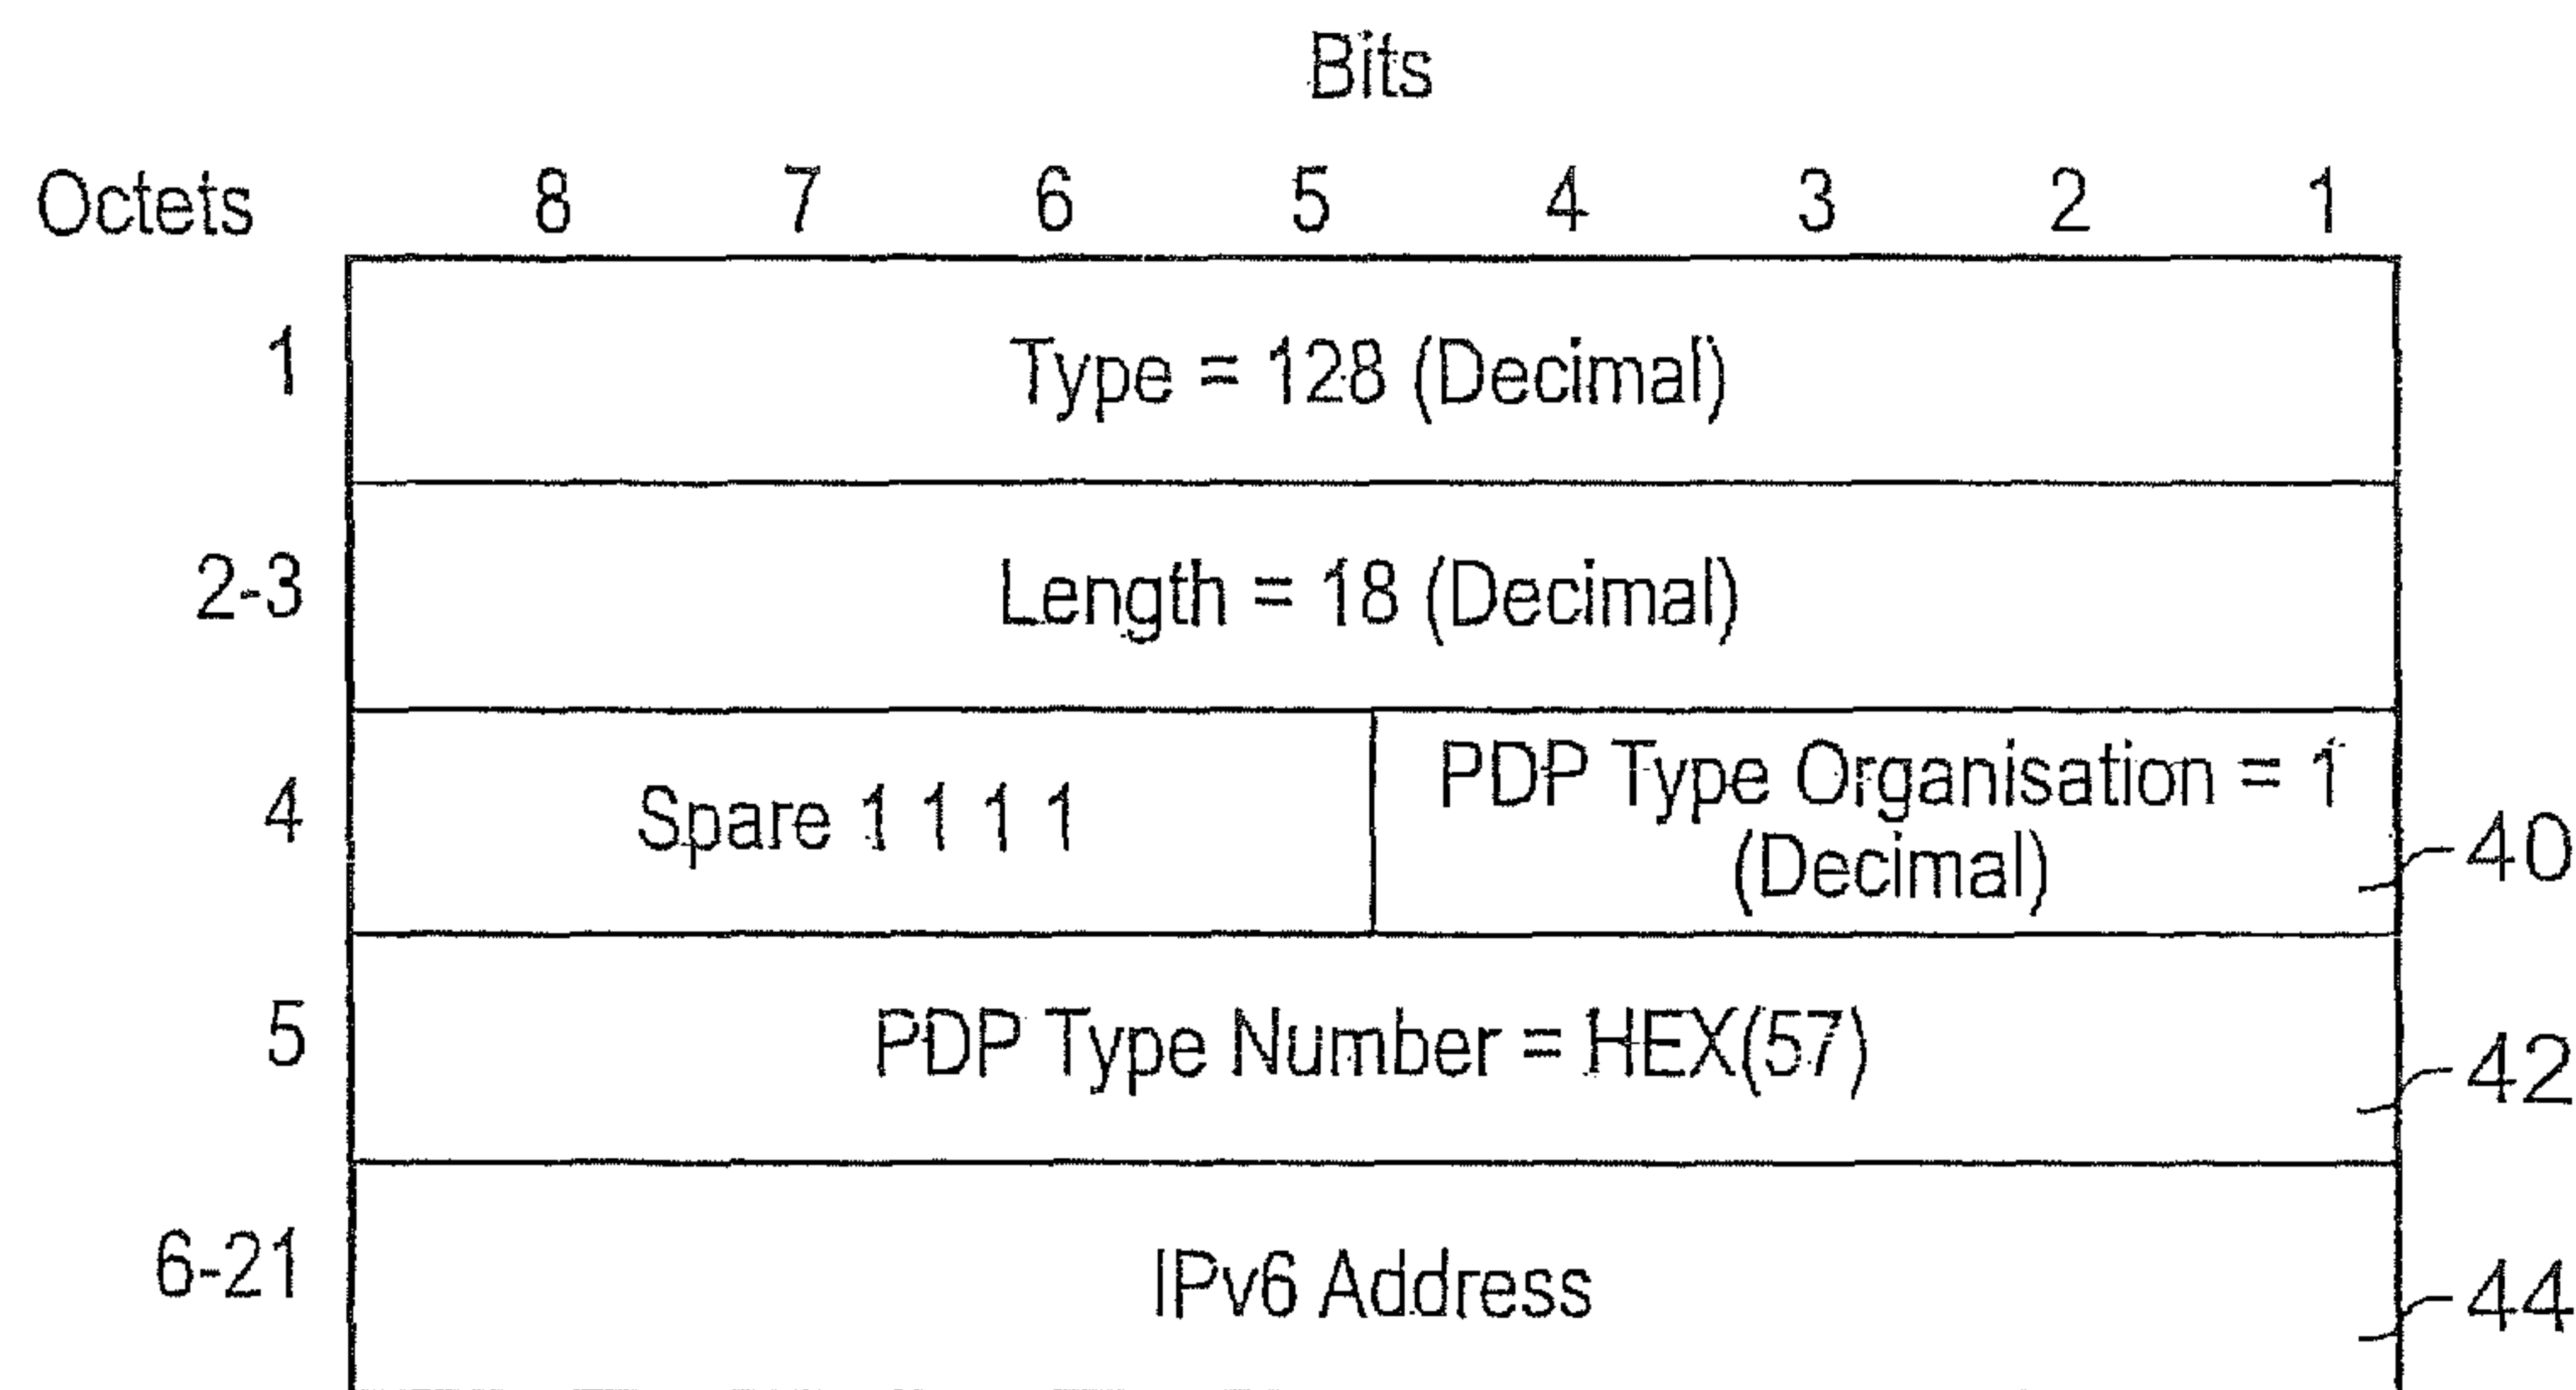 Bits
Octets 8 7 6 5 4 3 2 1
1 Type = 128 (Decimal)
2-3 Length = 18 (Decimal)
4 Spare 1 1 1 1 PDP Type Organisation = 1
(Decimal) 40
5 PDP Type Number = HEX(57) 42
6-21 IPv6 Address 44